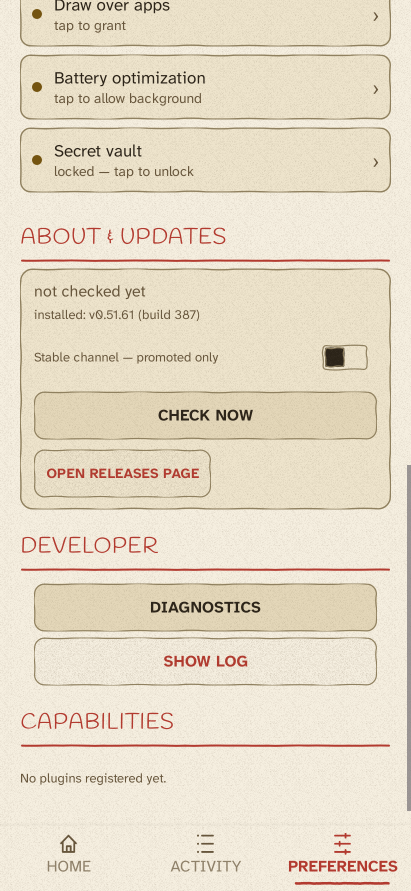 Draw over apps
tap to grant
›
Battery optimization
tap to allow background
›
Secret vault
locked — tap to unlock
›
ABOUT & UPDATES
not checked yet
installed: v0.51.61 (build 387)
Stable channel — promoted only
CHECK NOW
OPEN RELEASES PAGE
DEVELOPER
DIAGNOSTICS
SHOW LOG
CAPABILITIES
No plugins registered yet.
HOME
ACTIVITY
PREFERENCES